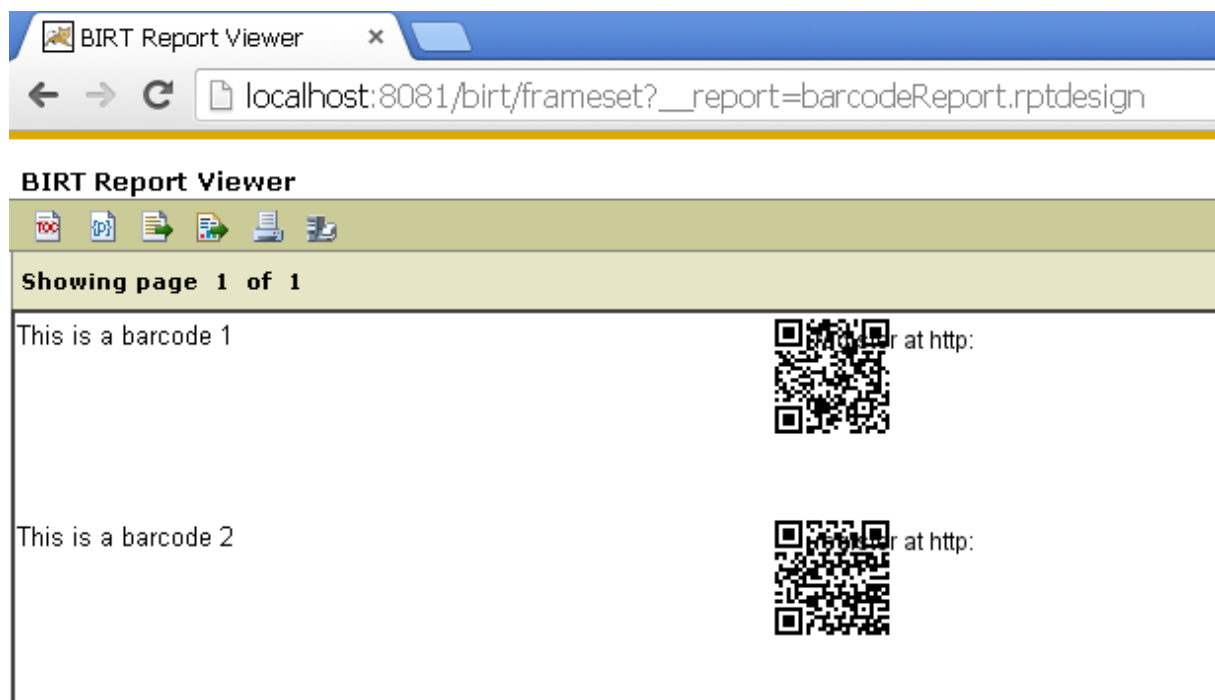 BIRT Report Viewer
localhost:8081/birt/frameset?__report=barcodeReport.rptdesign
BIRT Report Viewer
TOC {p}
Showing page 1 of 1
This is a barcode 1
at http:
This is a barcode 2
at http: